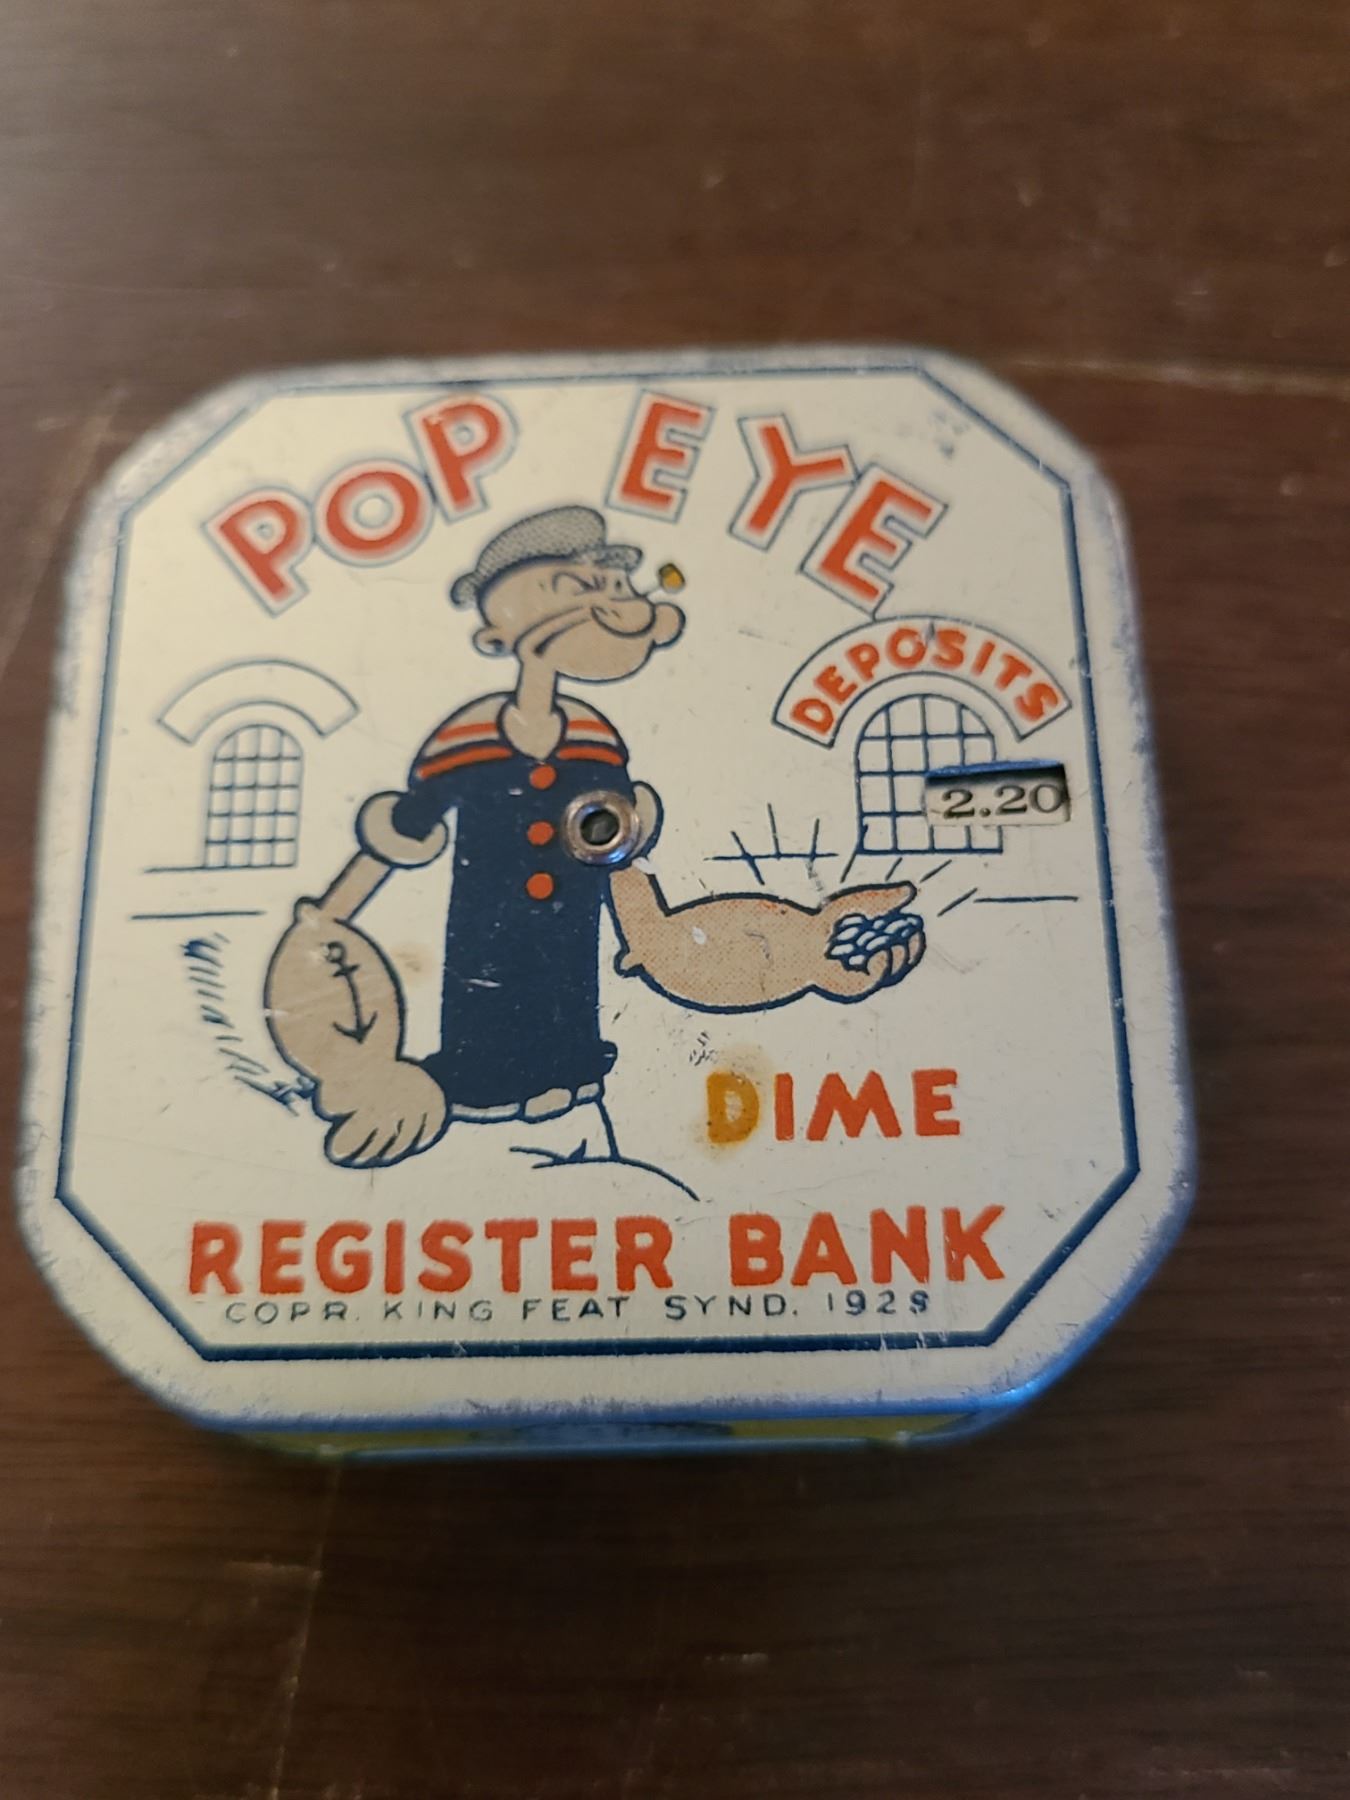 POP EYE
DEPOSITS
2.20
DIME
REGISTER BANK
COPR. KING FEAT SYND. 1929